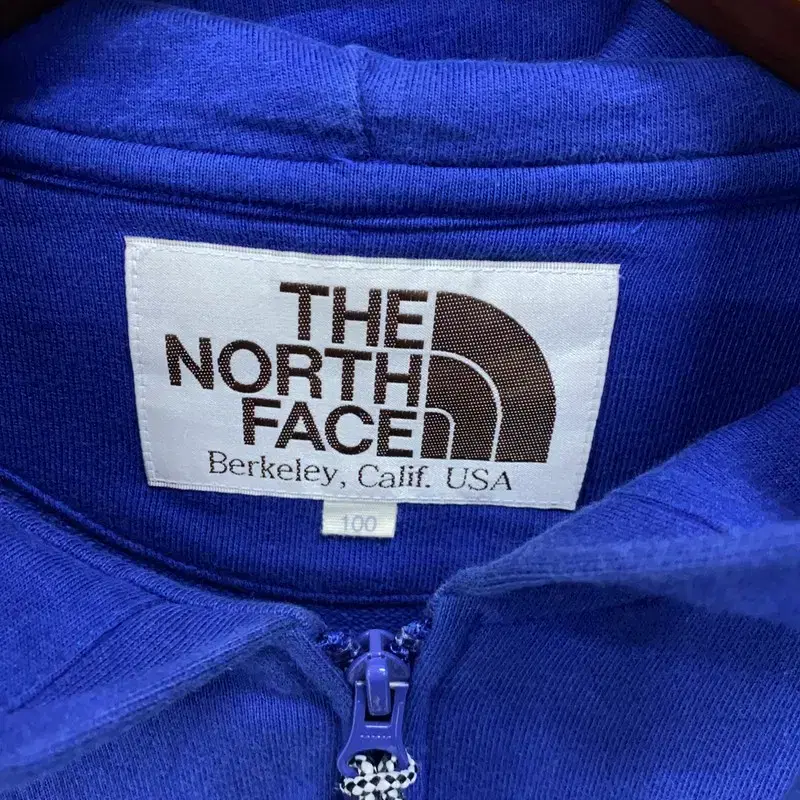 THE
NORTH
FACE
Berkeley, Calif. USA
100